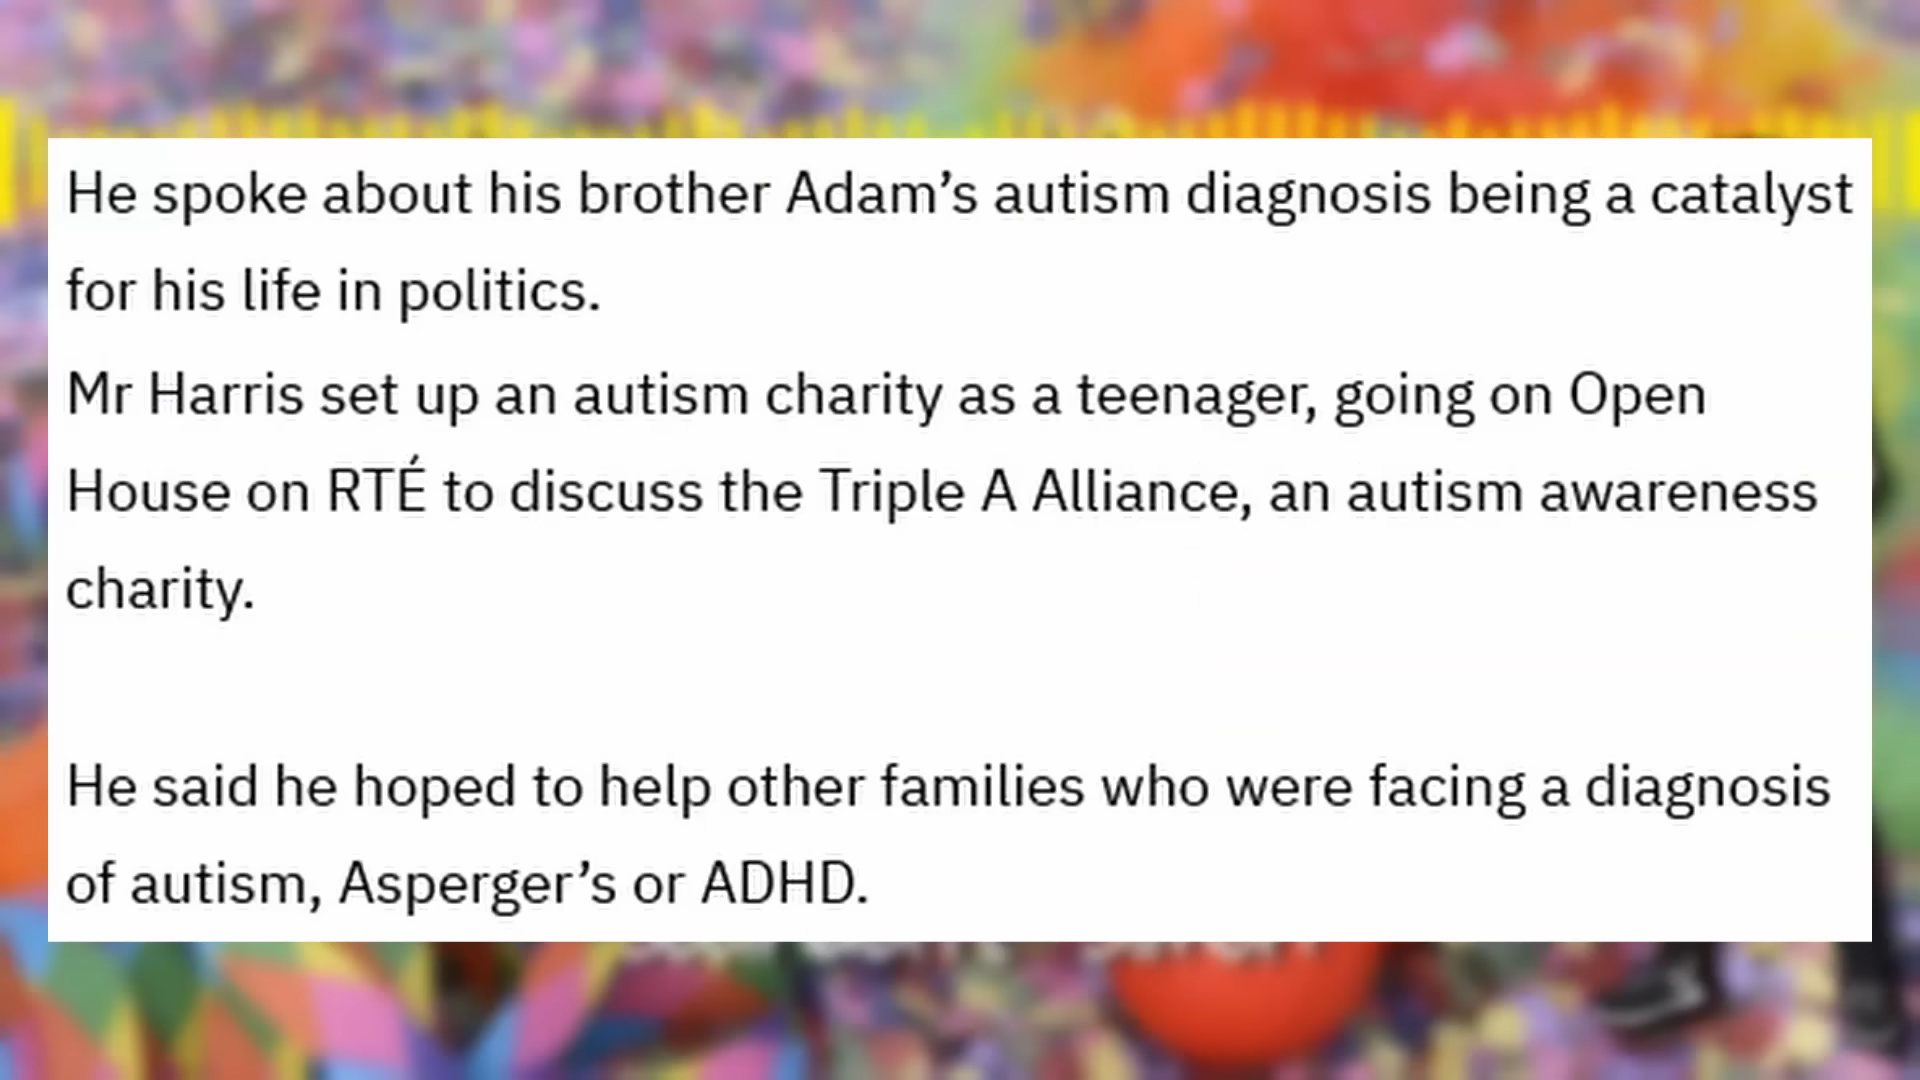 He spoke about his brother Adam’s autism diagnosis being a catalyst
for his life in politics.
Mr Harris set up an autism charity as a teenager, going on Open
House on RTÉ to discuss the Triple A Alliance, an autism awareness
charity.
He said he hoped to help other families who were facing a diagnosis
of autism, Asperger’s or ADHD.